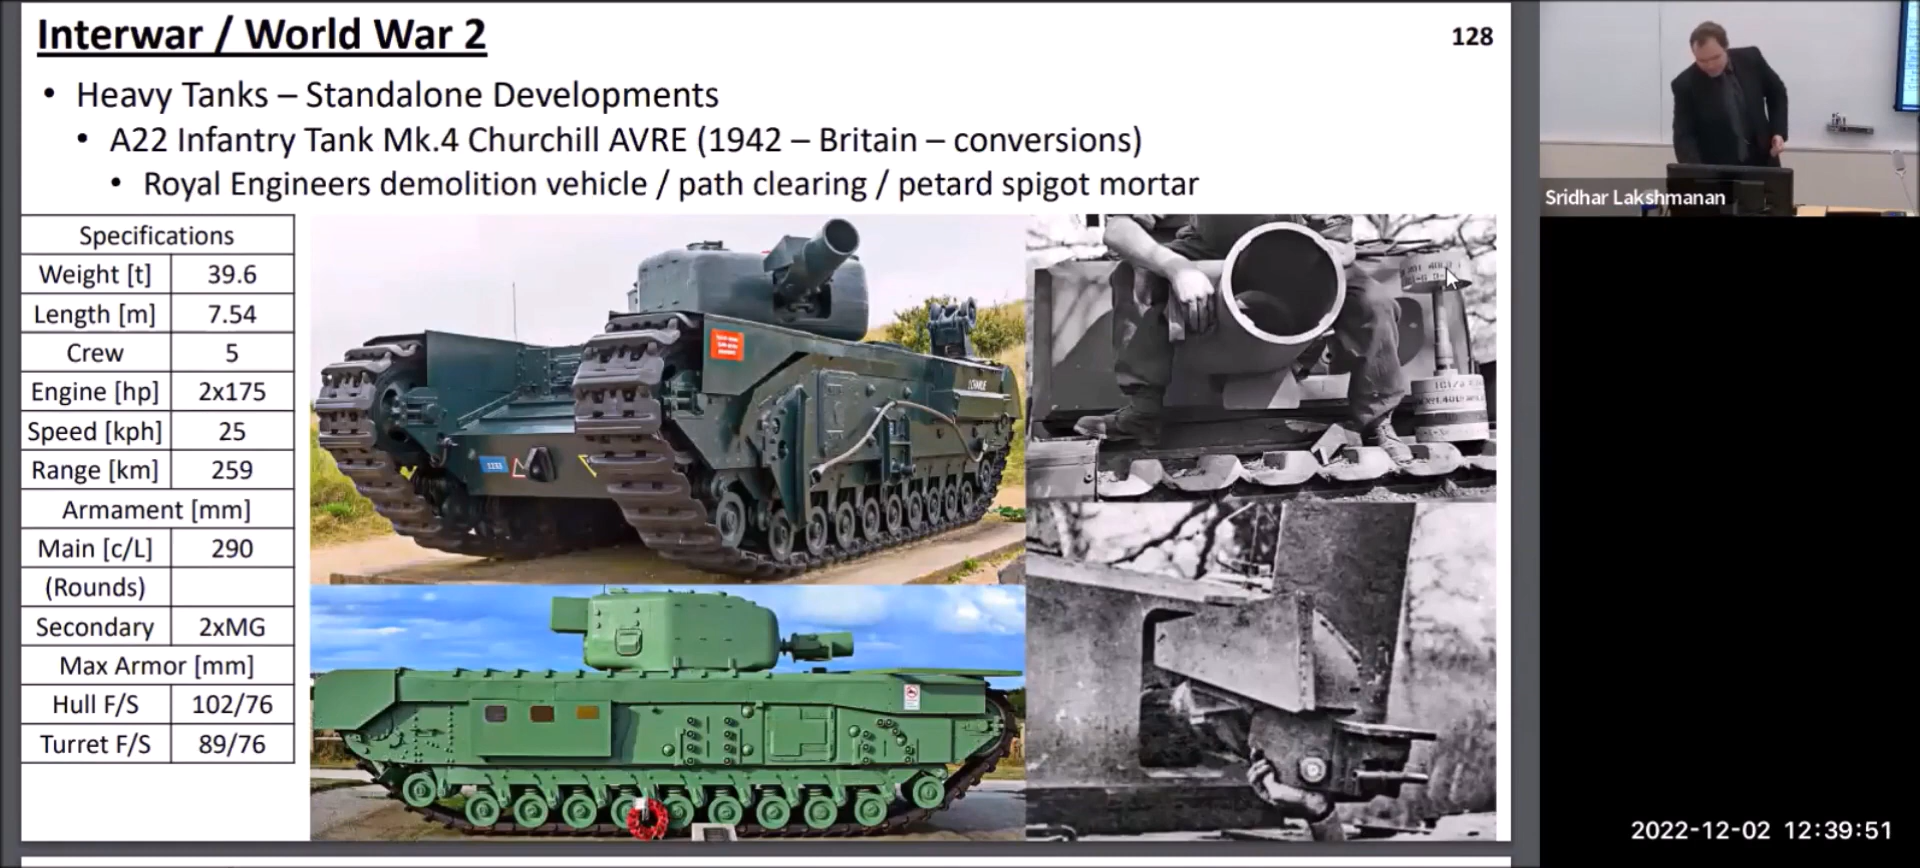 Interwar / World War 2
128
• Heavy Tanks – Standalone Developments
• A22 Infantry Tank Mk.4 Churchill AVRE (1942 – Britain – conversions)
• Royal Engineers demolition vehicle / path clearing / petard spigot mortar
Specifications
Weight [t] 39.6
Length [m] 7.54
Crew 5
Engine [hp] 2x175
Speed [kph] 25
Range [km] 259
Armament [mm]
Main [c/L] 290
(Rounds)
Secondary 2xMG
Max Armor [mm]
Hull F/S 102/76
Turret F/S 89/76
Sridhar Lakshmanan
2022-12-02 12:39:51